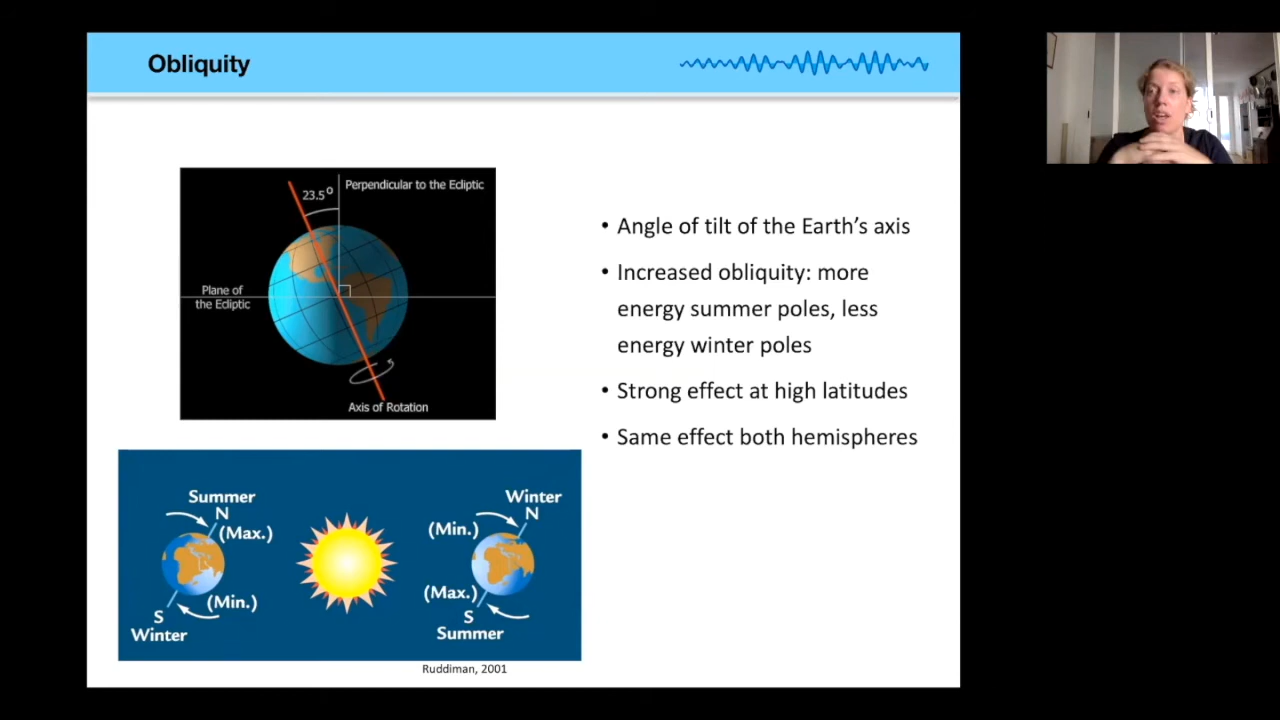 Obliquity
23.5°
Perpendicular to the Ecliptic
Plane of
the Ecliptic
Axis of Rotation
• Angle of tilt of the Earth's axis
• Increased obliquity: more
energy summer poles, less
energy winter poles
• Strong effect at high latitudes
• Same effect both hemispheres
Summer
N
(Max.)
(Min.)
S
Winter
Winter
N
(Min.)
(Max.)
S
Summer
Ruddiman, 2001